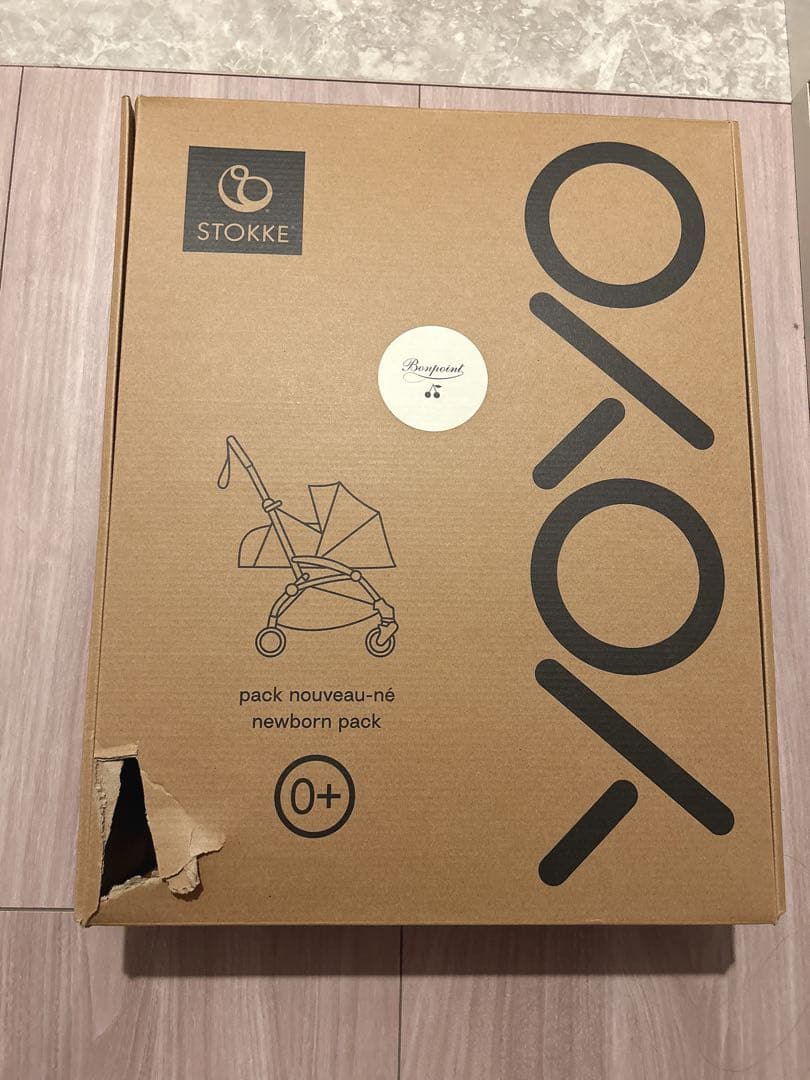 STOKKE
YOYO
Bonpoint
pack nouveau-né
newborn pack
0+